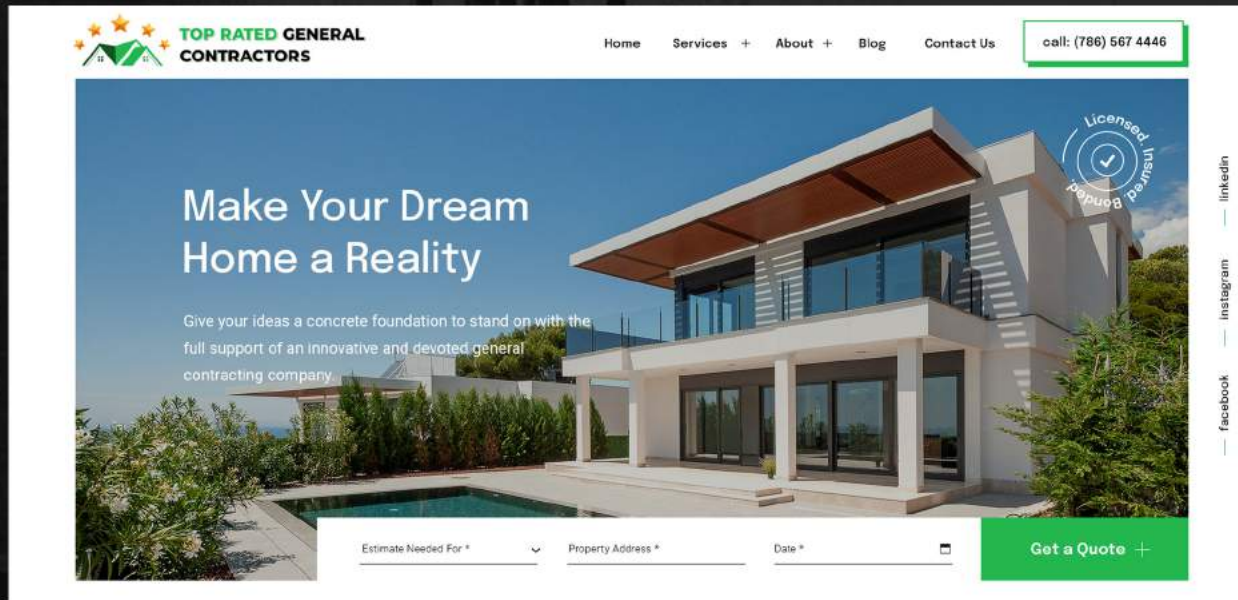 TOP RATED GENERAL
CONTRACTORS
Home
Services +
About +
Blog
Contact Us
call: (786) 567 4446
Licensed. Insured. Bonded.
Make Your Dream
Home a Reality
Give your ideas a concrete foundation to stand on with the
full support of an innovative and devoted general
contracting company.
linkedin
instagram
facebook
Estimate Needed For *
Property Address *
Date *
Get a Quote +